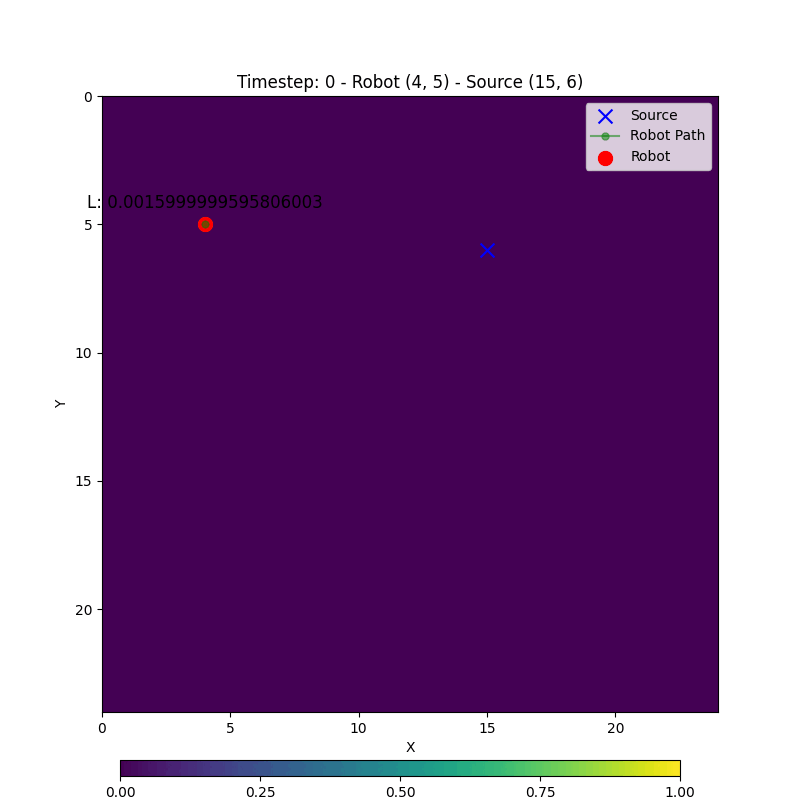 Timestep: 0 - Robot (4, 5) - Source (15, 6)
Source
Robot Path
Robot
L: 0.0015999999595806003
0
5
10
15
20
Y
0 5 10 15 20
X
0.00 0.25 0.50 0.75 1.00